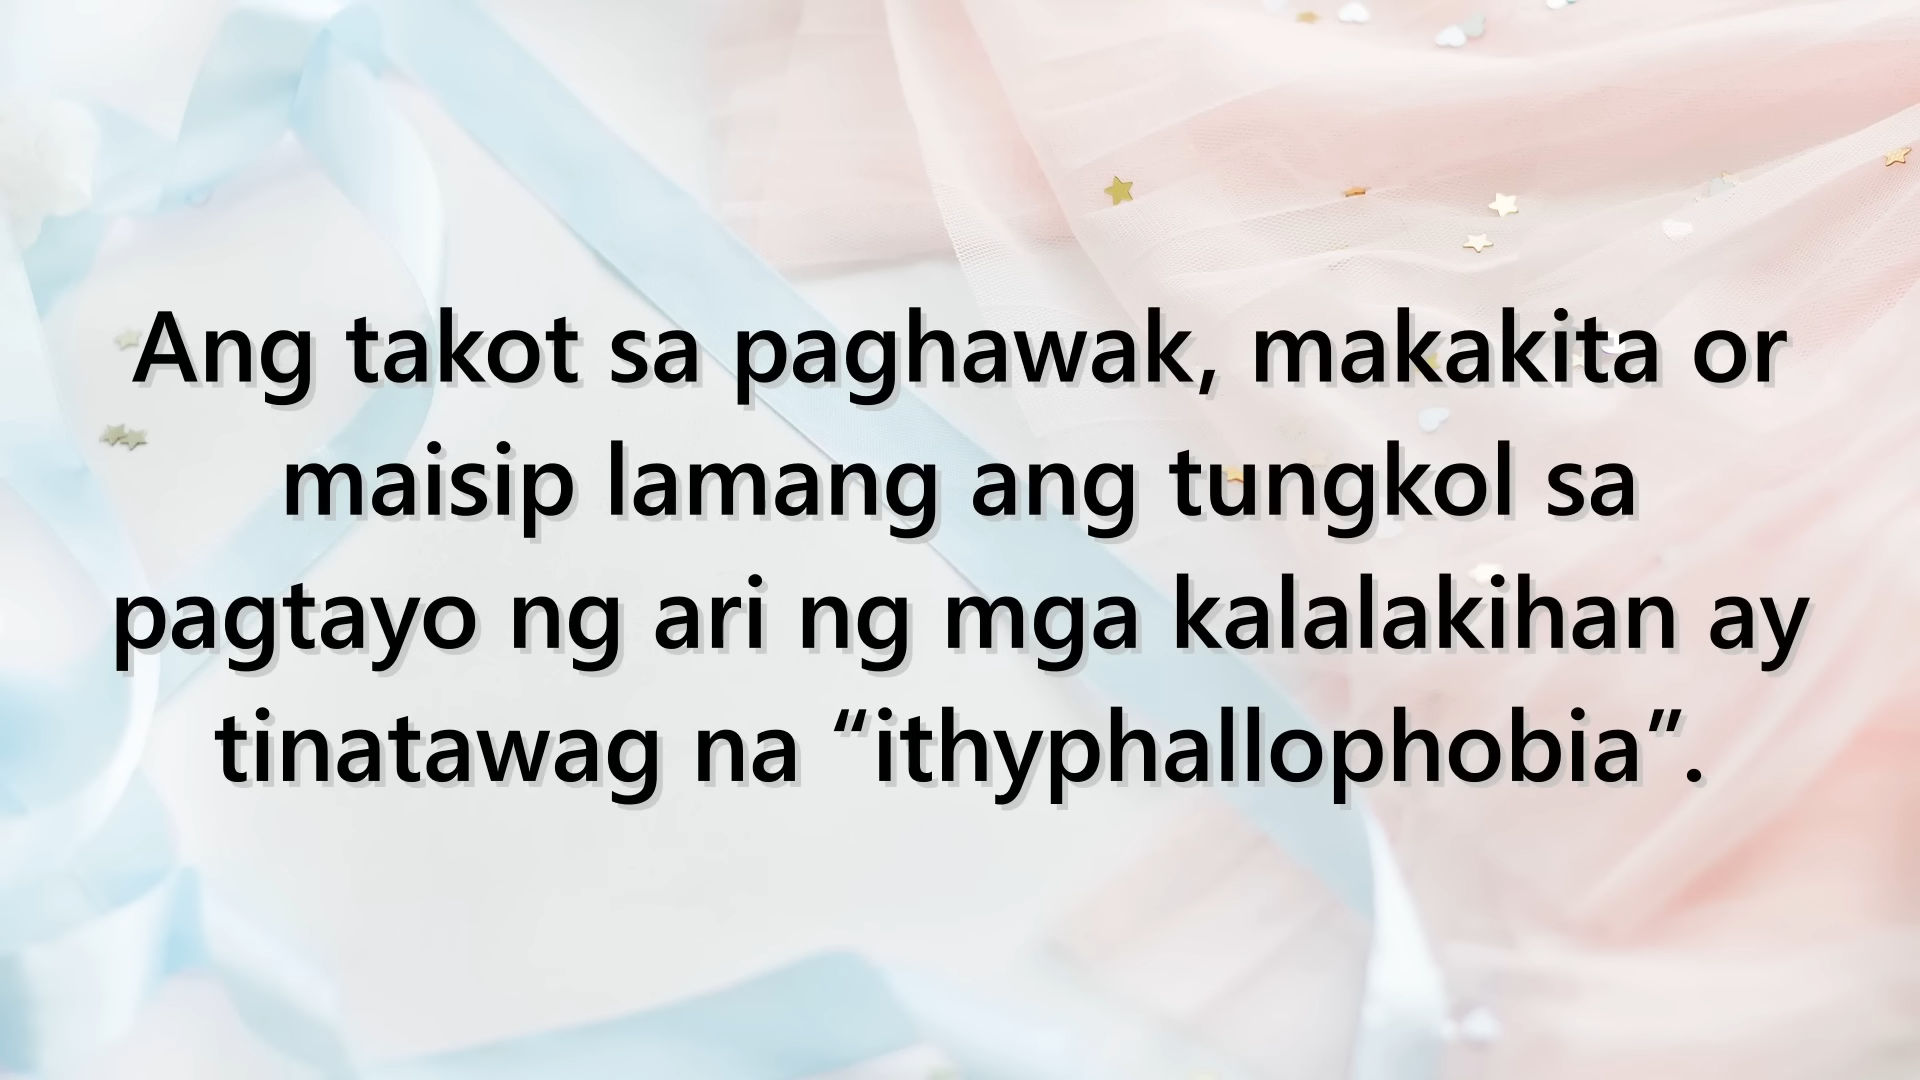 Ang takot sa paghawak, makakita or
maisip lamang ang tungkol sa
pagtayo ng ari ng mga kalalakihan ay
tinatawag na “ithyphallophobia”.